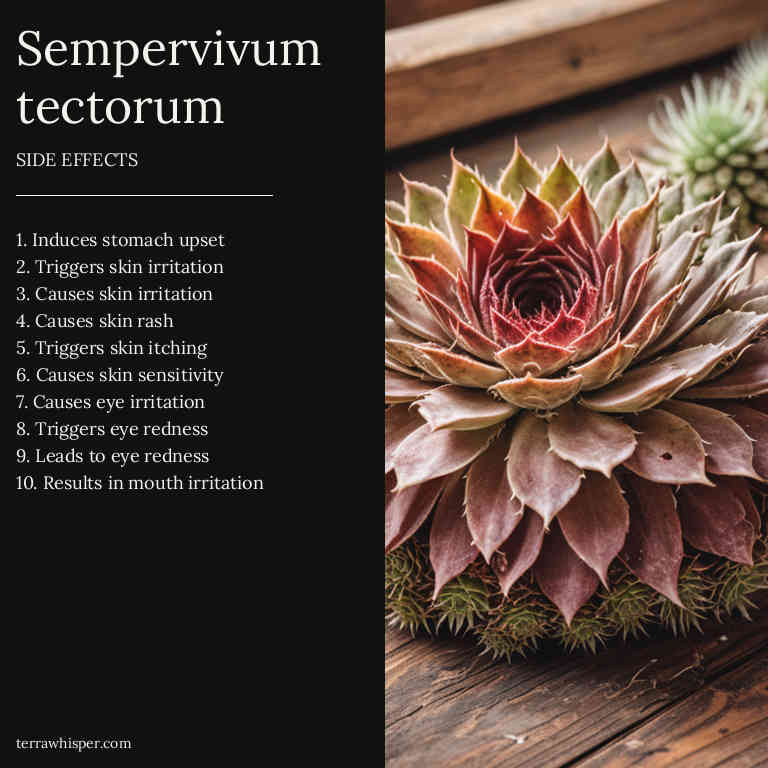 Sempervivum
tectorum
SIDE EFFECTS
1. Induces stomach upset
2. Triggers skin irritation
3. Causes skin irritation
4. Causes skin rash
5. Triggers skin itching
6. Causes skin sensitivity
7. Causes eye irritation
8. Triggers eye redness
9. Leads to eye redness
10. Results in mouth irritation
terrawhisper.com